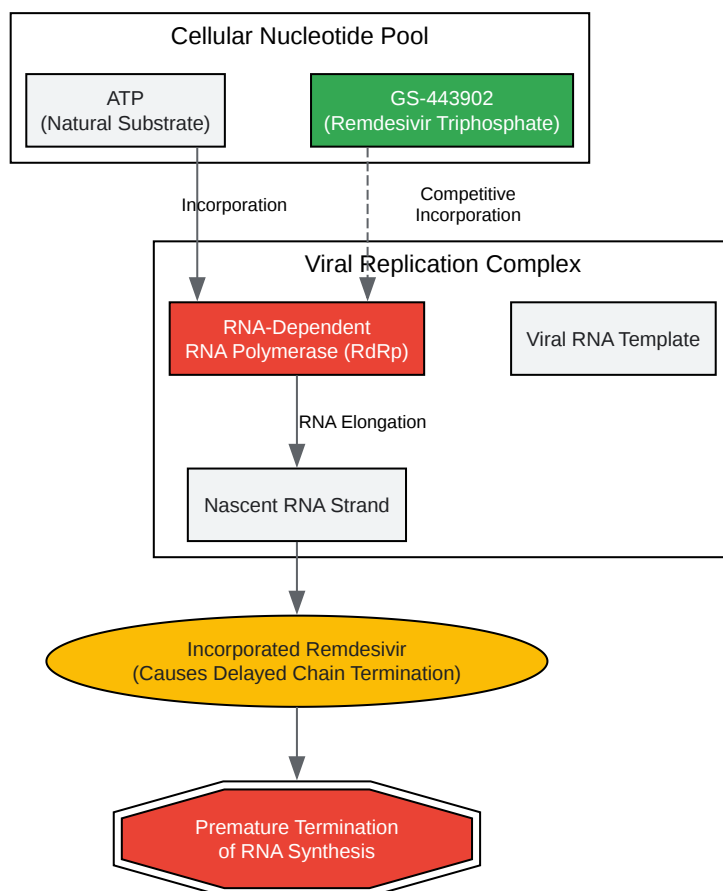 Cellular Nucleotide Pool
ATP
(Natural Substrate)
GS-443902
(Remdesivir Triphosphate)
Incorporation
Competitive
Incorporation
Viral Replication Complex
RNA-Dependent
RNA Polymerase (RdRp)
Viral RNA Template
RNA Elongation
Nascent RNA Strand
Incorporated Remdesivir
(Causes Delayed Chain Termination)
Premature Termination
of RNA Synthesis